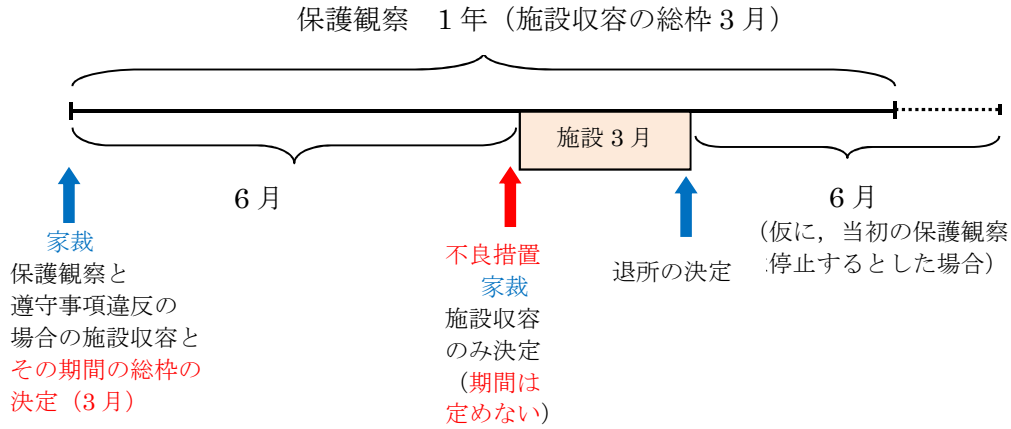 保護観察 1年（施設収容の総枠3月）
施設3月
6月
6月
（仮に，当初の保護観察
停止するとした場合）
家裁
保護観察と
遵守事項違反の
場合の施設収容と
その期間の総枠の
決定（3月）
不良措置
家裁
施設収容
のみ決定
（期間は
定めない）
退所の決定